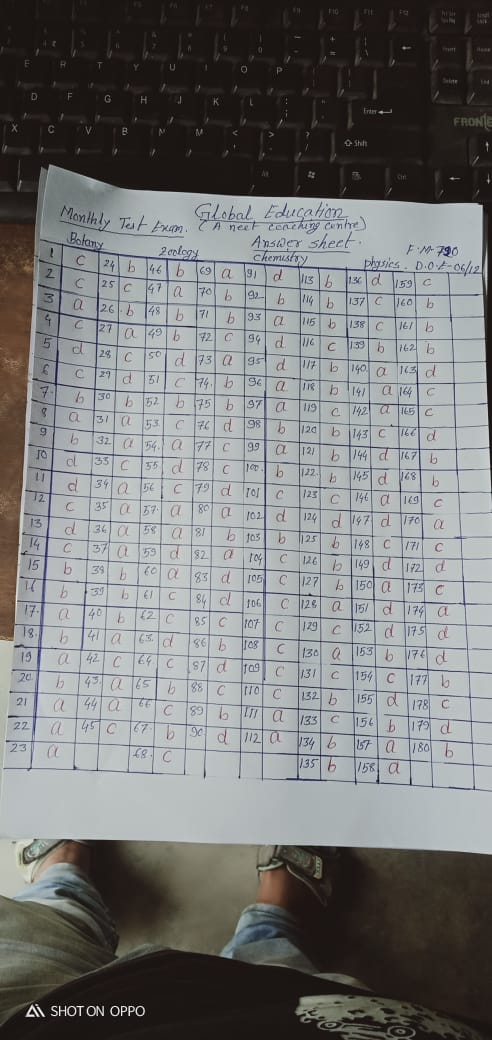 Global Education
Monthly Test Exam. (A neet coaching centre)
Answer sheet. F.M-720
Botany Zoology Chemistry physics. D.O.E-06/12
1 c 24 b 46 b 69 a 91 d 113 b 136 d 159 c
2 c 25 c 47 a 70 b 92 b 114 b 137 c 160 b
3 a 26. b 48 b 71 b 93 a 115 b 138 c 161 b
4 c 27 a 49 b 72 c 94 d 116 c 139 b 162 b
5 d 28 c 50 d 73 a 95 d 117 b 140. a 163 d
6 c 29 d 51 c 74. b 96 a 118 b 141 a 164 c
7. b 30 b 52 b 75 b 97 a 119 c 142 a 165 c
8 a 31 a 53. c 76 d 98 b 120 b 143 c 166 d
9 b 32 a 54. a 77 c 99 a 121 b 144 d 167 b
10 d 33 c 55 d 78 c 100. b 122. b 145 d 168 b
11 d 34 a 56 c 79 d 101 c 123 c 146 a 169 c
12 c 35 a 57. a 80 a 102 d 124 d 147 d 170 a
13 d 36 a 58 a 81 b 103 b 125 b 148 c 171 c
14 c 37 a 59 d 82 a 104 c 126 b 149 d 172 d
15 b 38 b 60 a 83 d 105 c 127 b 150 a 173 c
16 b 39 b 61 c 84 d 106 c 128 a 151 d 174 a
17. a 40 b 62 c 85 c 107 c 129 c 152 d 175 d
18. b 41 a 63. d 86 b 108 c 130 a 153 b 176 d
19 a 42 c 64 c 87 d 109 c 131 c 154 c 177 b
20 b 43. a 65 b 88 c 110 c 132 b 155 d 178 c
21 a 44 a 66 c 89 b 111 a 133 c 156 b 179 d
22 a 45 c 67. b 90 d 112 a 134 b 157 a 180 b
23 a 68. c 135 b 158. a
SHOT ON OPPO